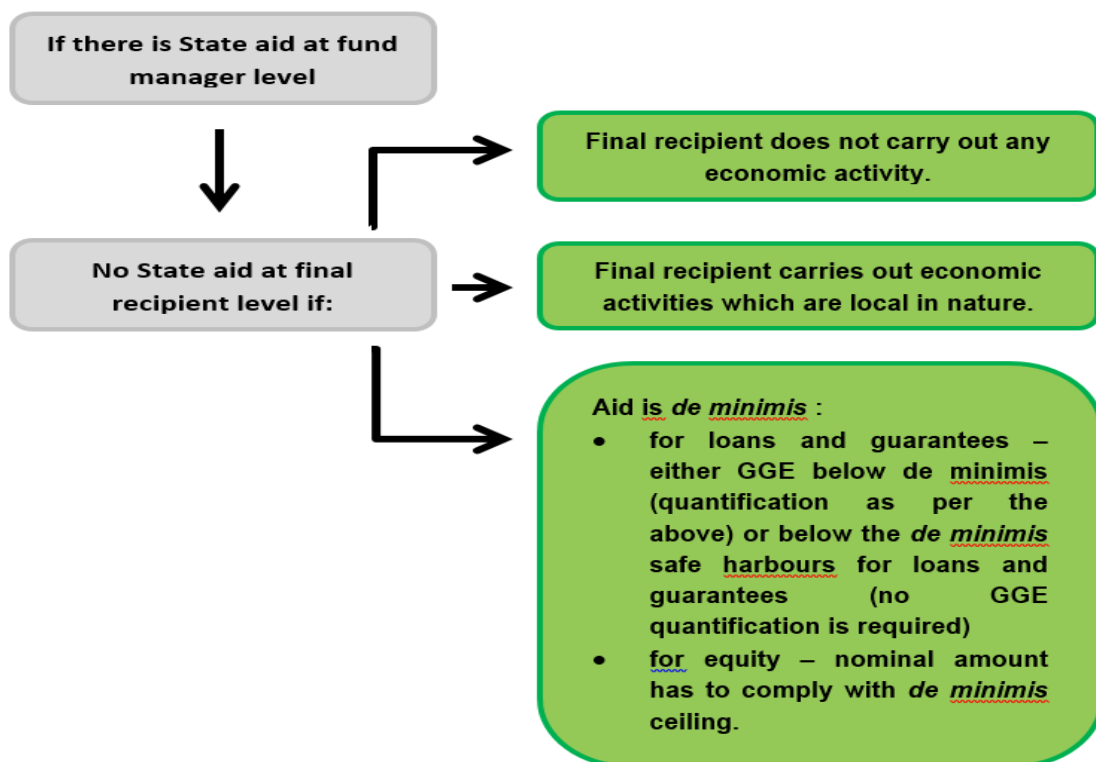 If there is State aid at fund
manager level
Final recipient does not carry out any
economic activity.
No State aid at final
recipient level if:
Final recipient carries out economic
activities which are local in nature.
Aid is de minimis :
• for loans and guarantees –
either GGE below de minimis
(quantification as per the
above) or below the de minimis
safe harbours for loans and
guarantees (no GGE
quantification is required)
• for equity – nominal amount
has to comply with de minimis
ceiling.